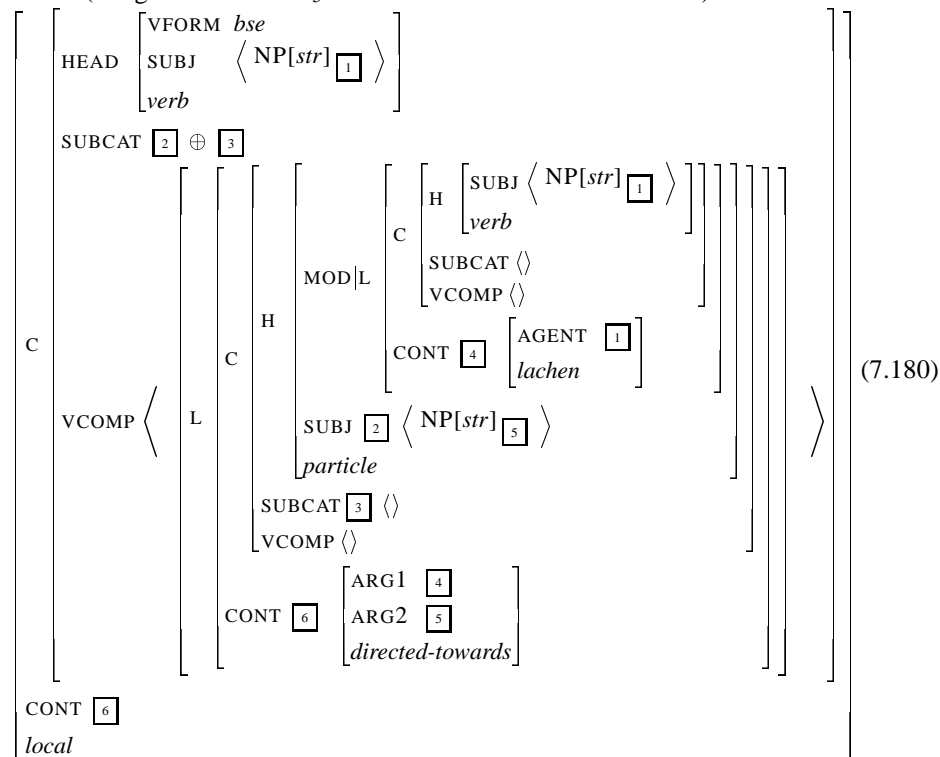 VFORM bse
HEAD SUBJ ⟨ NP[str] 1 ⟩
verb
SUBCAT 2 ⊕ 3
H SUBJ ⟨ NP[str] 1 ⟩
verb
C
SUBCAT ⟨⟩
MOD|L
VCOMP ⟨⟩
H
C C AGENT 1
CONT 4
lachen
(7.180)
VCOMP ⟨ L ⟩
SUBJ 2 ⟨ NP[str] 5 ⟩
particle
SUBCAT 3 ⟨⟩
VCOMP ⟨⟩
ARG1 4
CONT 6 ARG2 5
directed-towards
CONT 6
local